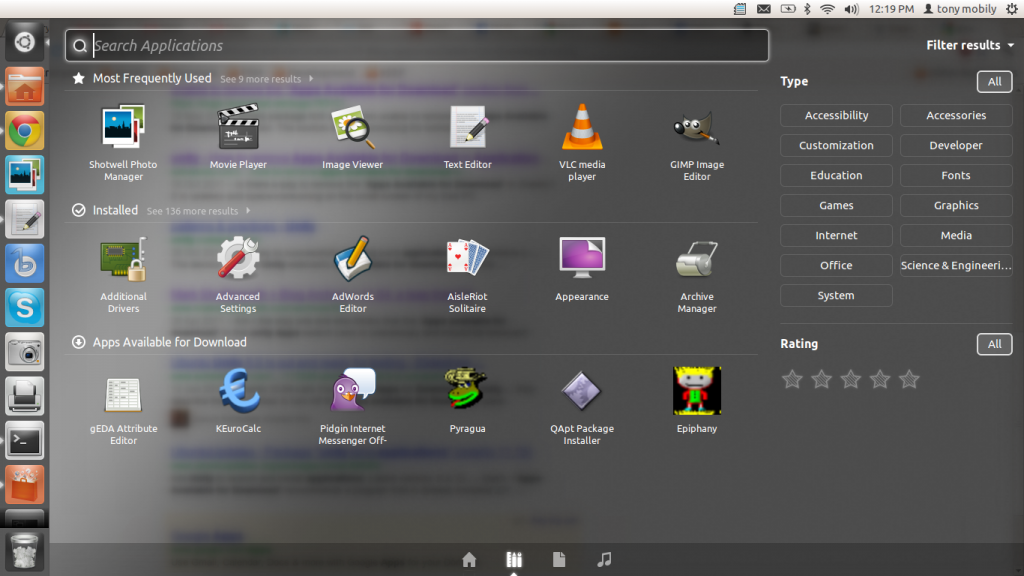 12:19 PM tony mobily
Search Applications
Filter results
Most Frequently Used See 9 more results
Shotwell Photo
Manager
Movie Player
Image Viewer
Text Editor
VLC media
player
GIMP Image
Editor
Installed See 136 more results
Additional
Drivers
Advanced
Settings
AdWords
Editor
AisleRiot
Solitaire
Appearance
Archive
Manager
Apps Available for Download
gEDA Attribute
Editor
KEuroCalc
Pidgin Internet
Messenger Off-
Pyragua
QApt Package
Installer
Epiphany
Type All
Accessibility Accessories
Customization Developer
Education Fonts
Games Graphics
Internet Media
Office Science & Engineeri...
System
Rating All